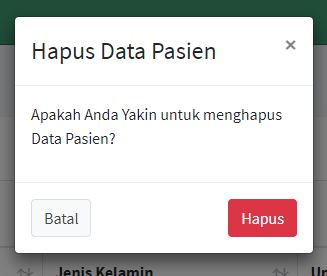 Hapus Data Pasien ×
Apakah Anda Yakin untuk menghapus
Data Pasien?
Batal Hapus
Jenis Kelamin